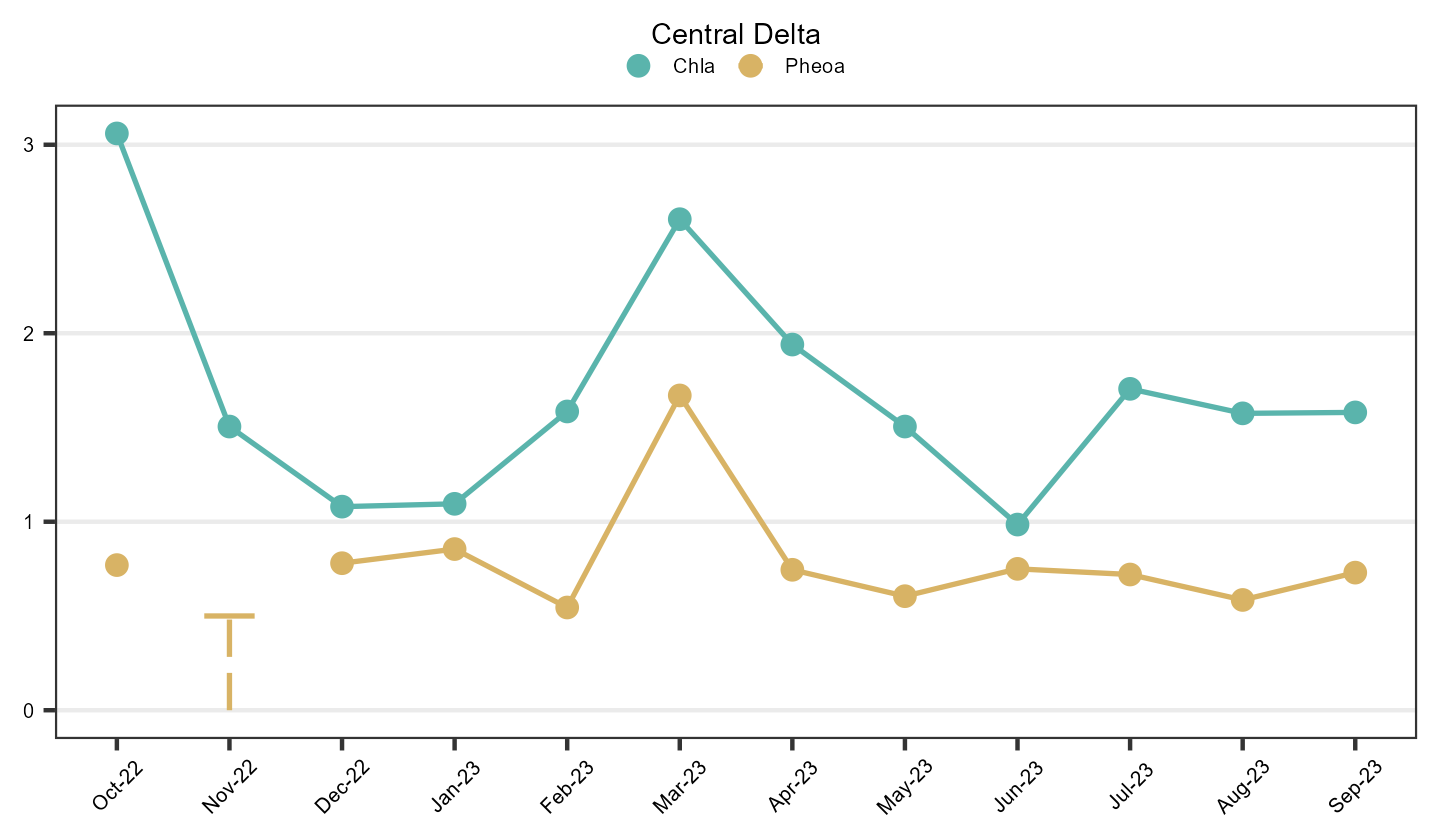 Central Delta
Chla Pheoa
3
2
1
0
Oct-22 Nov-22 Dec-22 Jan-23 Feb-23 Mar-23 Apr-23 May-23 Jun-23 Jul-23 Aug-23 Sep-23